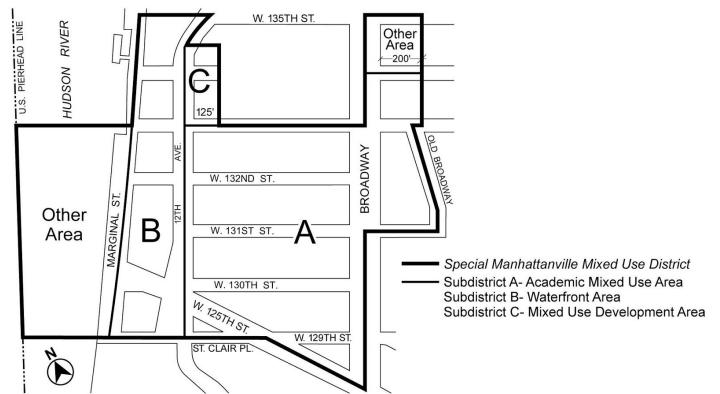 W. 135TH ST.
Other
Area
200'
U.S. PIERHEAD LINE
HUDSON RIVER
C
125'
AVE.
12TH
W. 132ND ST.
BROADWAY
OLD BROADWAY
Other
Area
MARGINAL ST.
B
W. 131ST ST.
A
W. 130TH ST.
W. 125TH ST.
W. 129TH ST.
ST. CLAIR PL.
N
Special Manhattanville Mixed Use District
Subdistrict A- Academic Mixed Use Area
Subdistrict B- Waterfront Area
Subdistrict C- Mixed Use Development Area